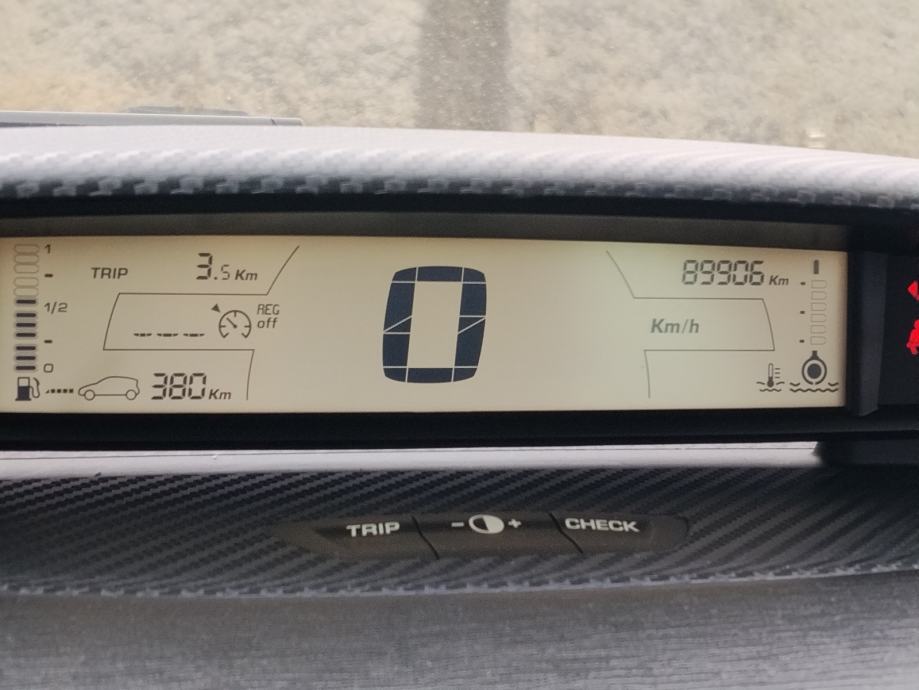 1
TRIP 3.5 Km
89906 Km
1/2
REG
off
----
Km/h
0
0
380 Km
TRIP - + CHECK